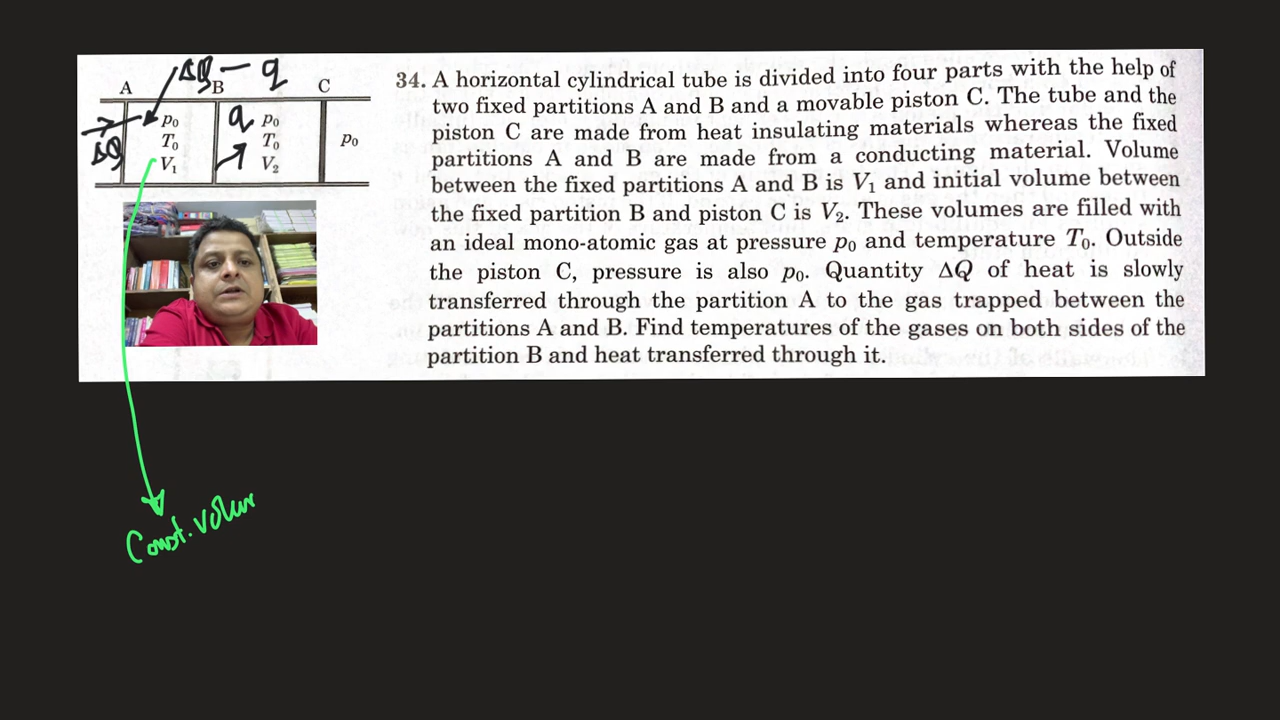 ΔQ – q
A B C
ΔQ p₀ q p₀ p₀
T₀ T₀
V₁ V₂
34. A horizontal cylindrical tube is divided into four parts with the help of
two fixed partitions A and B and a movable piston C. The tube and the
piston C are made from heat insulating materials whereas the fixed
partitions A and B are made from a conducting material. Volume
between the fixed partitions A and B is V₁ and initial volume between
the fixed partition B and piston C is V₂. These volumes are filled with
an ideal mono-atomic gas at pressure p₀ and temperature T₀. Outside
the piston C, pressure is also p₀. Quantity ΔQ of heat is slowly
transferred through the partition A to the gas trapped between the
partitions A and B. Find temperatures of the gases on both sides of the
partition B and heat transferred through it.
Const. volum